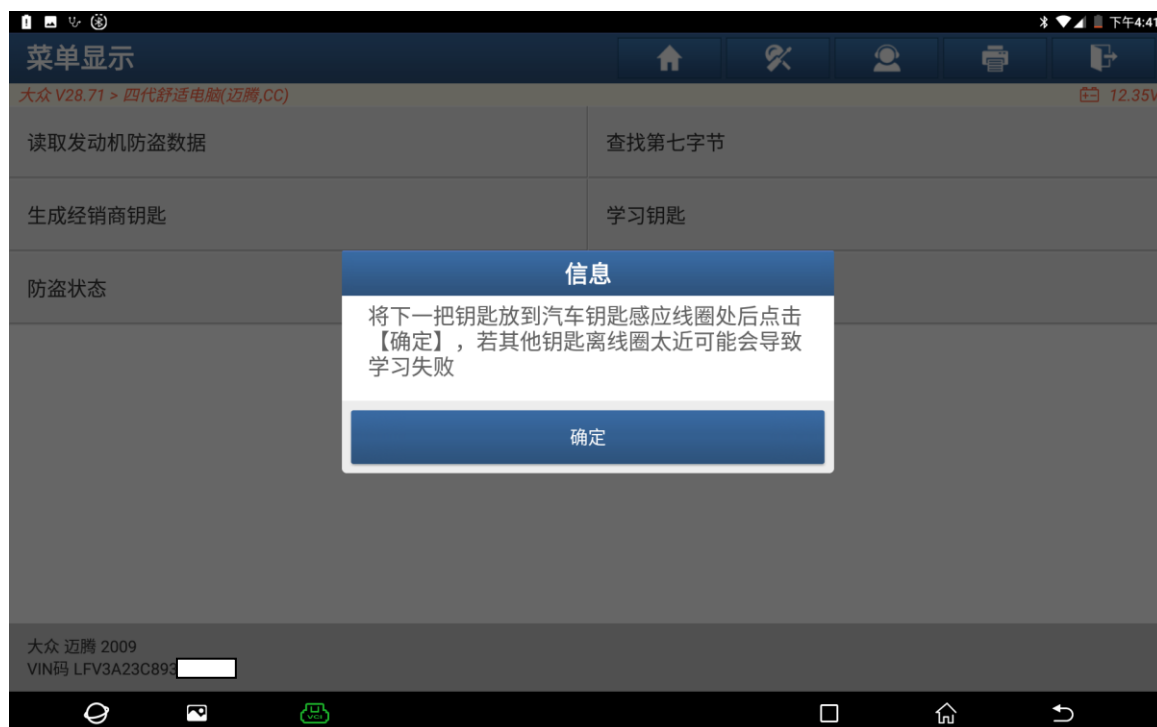 下午4:41
菜单显示
大众 V28.71 > 四代舒适电脑(迈腾,CC)
12.35V
读取发动机防盗数据
查找第七字节
生成经销商钥匙
学习钥匙
防盗状态
信息
将下一把钥匙放到汽车钥匙感应线圈处后点击
【确定】，若其他钥匙离线圈太近可能会导致
学习失败
确定
大众 迈腾 2009
VIN码 LFV3A23C893
VCI